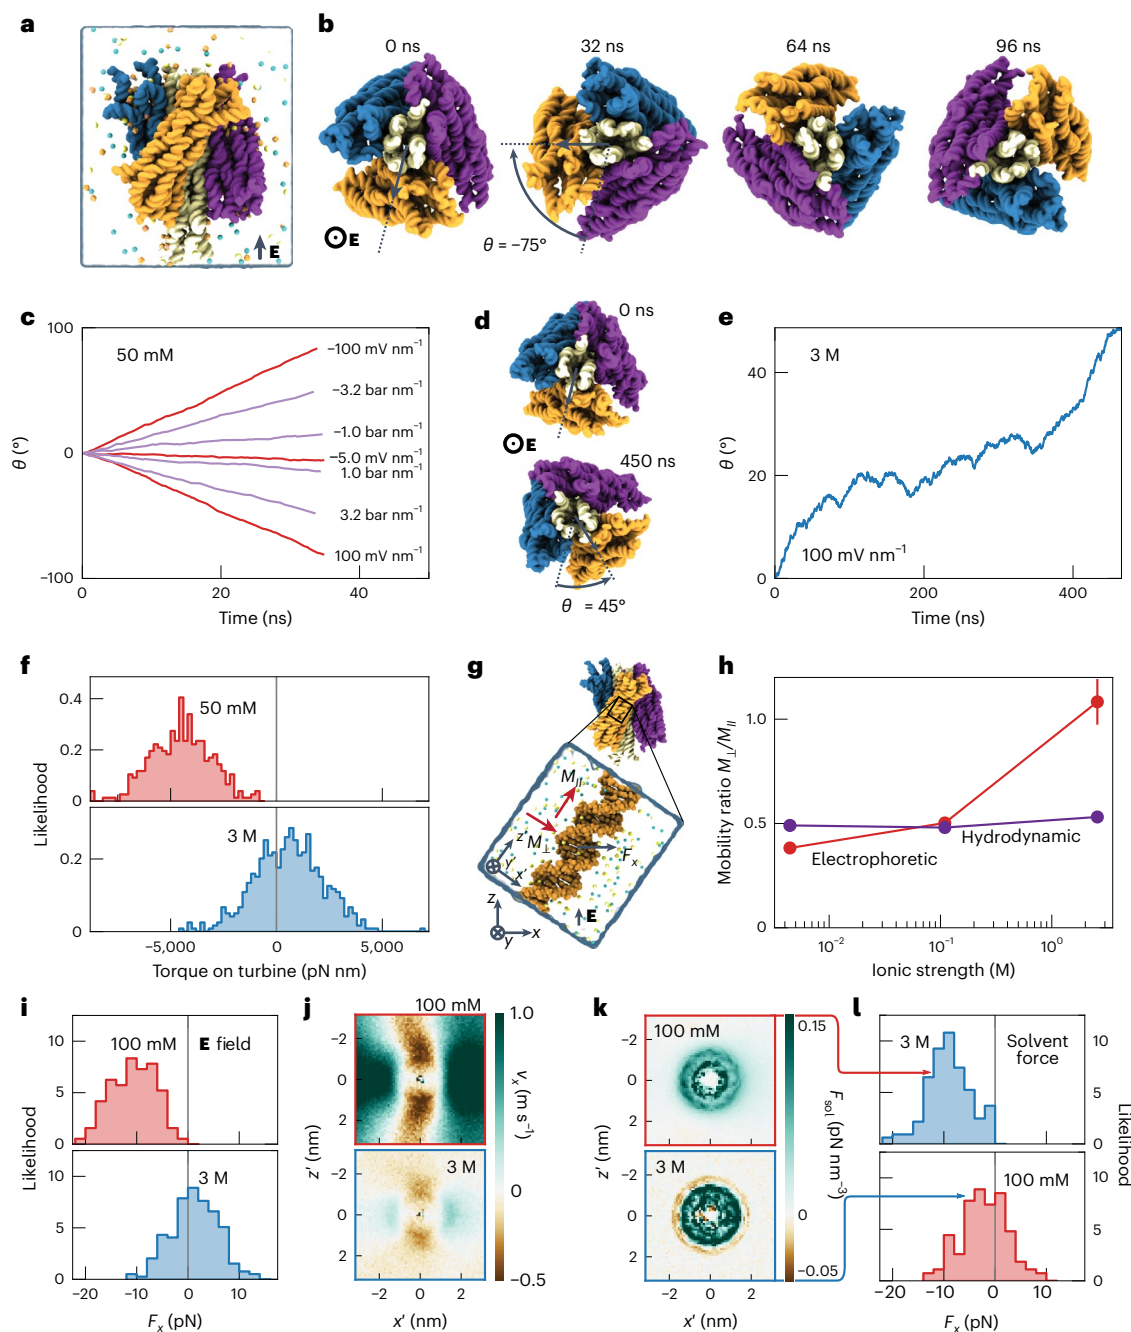 a
E
b
0 ns
32 ns
64 ns
96 ns
E
θ = −75°
c
100
50 mM
−100 mV nm⁻¹
−3.2 bar nm⁻¹
−1.0 bar nm⁻¹
−5.0 mV nm⁻¹
1.0 bar nm⁻¹
3.2 bar nm⁻¹
100 mV nm⁻¹
θ (°)
0
−100
0
20
40
Time (ns)
d
0 ns
E
450 ns
θ = 45°
e
3 M
100 mV nm⁻¹
θ (°)
40
20
0
0
200
400
Time (ns)
f
0.4
50 mM
0.2
0
Likelihood
3 M
0.2
0
−5,000
0
5,000
Torque on turbine (pN nm)
g
M∥
M⊥
z′
y′
x′
Fₓ
z
y
x
E
h
Mobility ratio M⊥/M∥
1.0
0.5
0
Electrophoretic
Hydrodynamic
10⁻²
10⁻¹
10⁰
Ionic strength (M)
i
10
100 mM
E field
5
0
Likelihood
10
3 M
5
0
−20
−10
0
10
Fₓ (pN)
j
100 mM
1.0
−2
0
2
z′ (nm)
vₓ (m s⁻¹)
0
3 M
−2
0
2
−0.5
−2
0
2
x′ (nm)
k
100 mM
0.15
−2
0
2
z′ (nm)
F_sol (pN nm⁻³)
3 M
−2
0
2
0
−0.05
−2
0
2
x′ (nm)
l
3 M
Solvent
force
10
5
0
Likelihood
100 mM
10
5
0
−20
−10
0
10
Fₓ (pN)